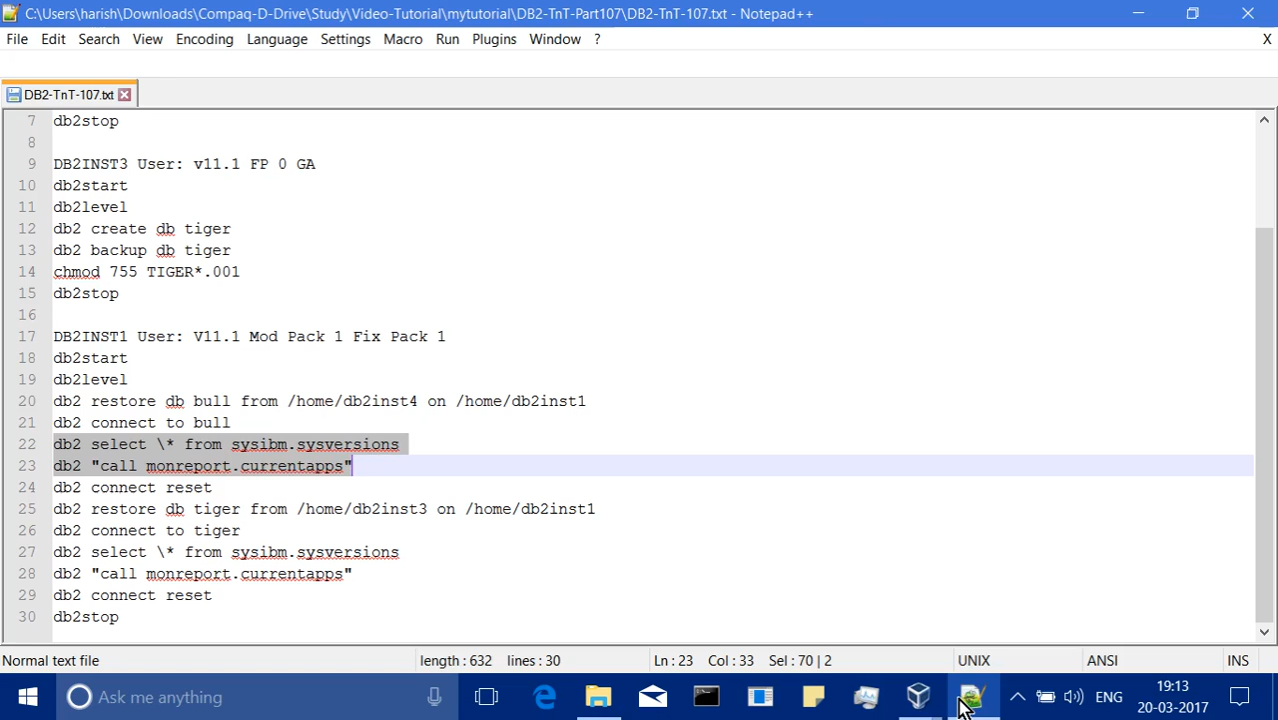 C:\Users\harish\Downloads\Compaq-D-Drive\Study\Video-Tutorial\mytutorial\DB2-TnT-Part107\DB2-TnT-107.txt - Notepad++
File Edit Search View Encoding Language Settings Macro Run Plugins Window ? X
DB2-TnT-107.txt
7 db2stop
8
9 DB2INST3 User: v11.1 FP 0 GA
10 db2start
11 db2level
12 db2 create db tiger
13 db2 backup db tiger
14 chmod 755 TIGER*.001
15 db2stop
16
17 DB2INST1 User: V11.1 Mod Pack 1 Fix Pack 1
18 db2start
19 db2level
20 db2 restore db bull from /home/db2inst4 on /home/db2inst1
21 db2 connect to bull
22 db2 select \* from sysibm.sysversions
23 db2 "call monreport.currentapps"
24 db2 connect reset
25 db2 restore db tiger from /home/db2inst3 on /home/db2inst1
26 db2 connect to tiger
27 db2 select \* from sysibm.sysversions
28 db2 "call monreport.currentapps"
29 db2 connect reset
30 db2stop
Normal text file length : 632 lines : 30 Ln : 23 Col : 33 Sel : 70 | 2 UNIX ANSI INS
Ask me anything ENG 19:13
20-03-2017